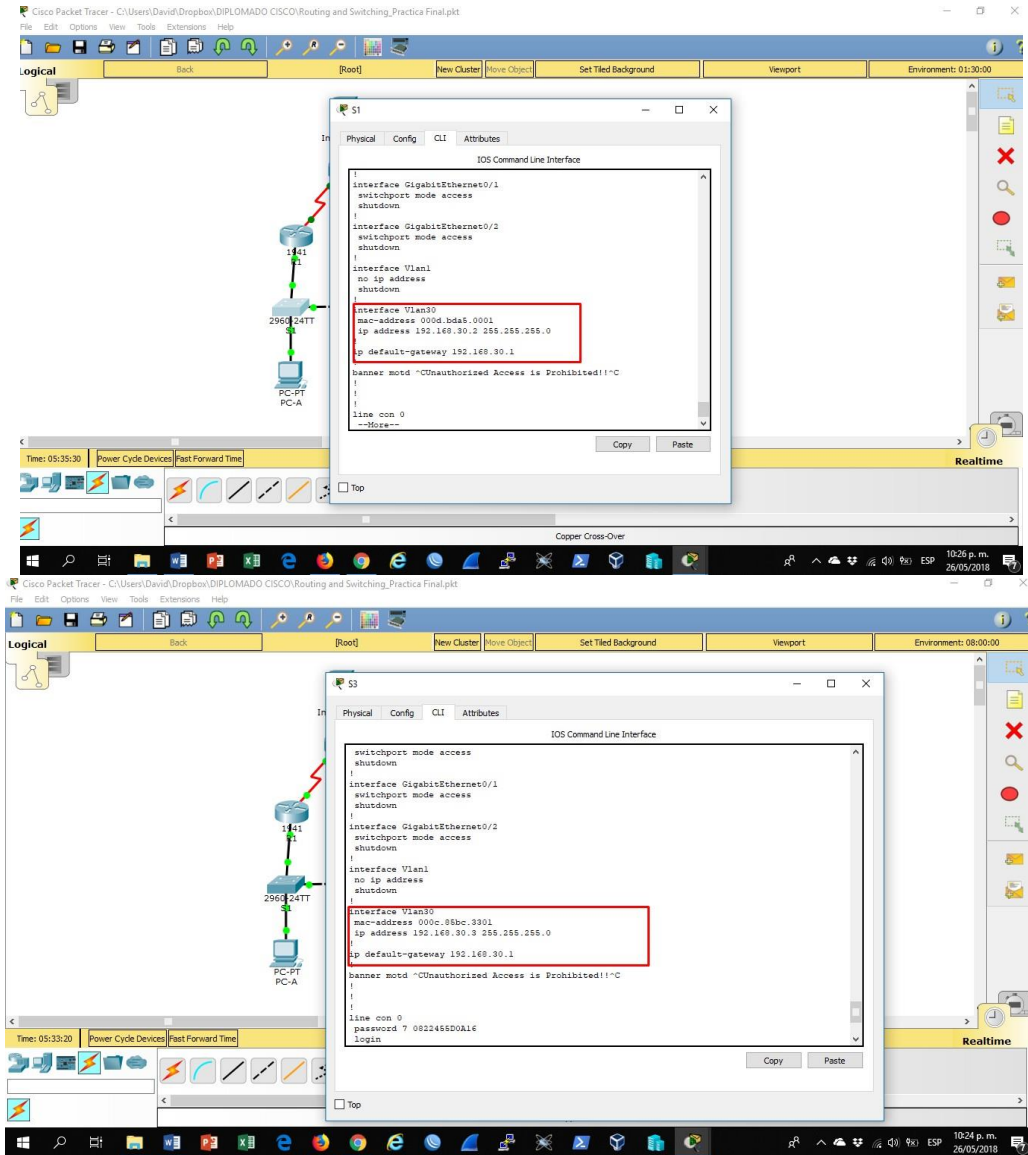 Cisco Packet Tracer - C:\Users\David\Dropbox\DIPLOMADO CISCO\Routing and Switching_Practica Final.pkt
File Edit Options View Tools Extensions Help
Logical Back [Root] New Cluster Move Object Set Tiled Background Viewport Environment: 01:30:00
S1
Physical Config CLI Attributes
IOS Command Line Interface
!
interface GigabitEthernet0/1
switchport mode access
shutdown
!
interface GigabitEthernet0/2
switchport mode access
shutdown
!
interface Vlan1
no ip address
shutdown
!
interface Vlan30
mac-address 000d.bda5.0001
ip address 192.168.30.2 255.255.255.0
!
ip default-gateway 192.168.30.1
!
banner motd ^CUnauthorized Access is Prohibited!!^C
!
!
!
line con 0
--More--
Copy Paste
Top
In
1941
R1
2960-24TT
S1
PC-PT
PC-A
Time: 05:35:30 Power Cycle Devices Fast Forward Time Realtime
Copper Cross-Over
ESP 10:26 p. m.
26/05/2018
Cisco Packet Tracer - C:\Users\David\Dropbox\DIPLOMADO CISCO\Routing and Switching_Practica Final.pkt
File Edit Options View Tools Extensions Help
Logical Back [Root] New Cluster Move Object Set Tiled Background Viewport Environment: 08:00:00
S3
Physical Config CLI Attributes
IOS Command Line Interface
switchport mode access
shutdown
!
interface GigabitEthernet0/1
switchport mode access
shutdown
!
interface GigabitEthernet0/2
switchport mode access
shutdown
!
interface Vlan1
no ip address
shutdown
!
interface Vlan30
mac-address 000c.85bc.3301
ip address 192.168.30.3 255.255.255.0
!
ip default-gateway 192.168.30.1
!
banner motd ^CUnauthorized Access is Prohibited!!^C
!
!
!
line con 0
password 7 0822455D0A16
login
Copy Paste
Top
In
1941
R1
2960-24TT
S1
PC-PT
PC-A
Time: 05:33:20 Power Cycle Devices Fast Forward Time Realtime
ESP 10:24 p. m.
26/05/2018